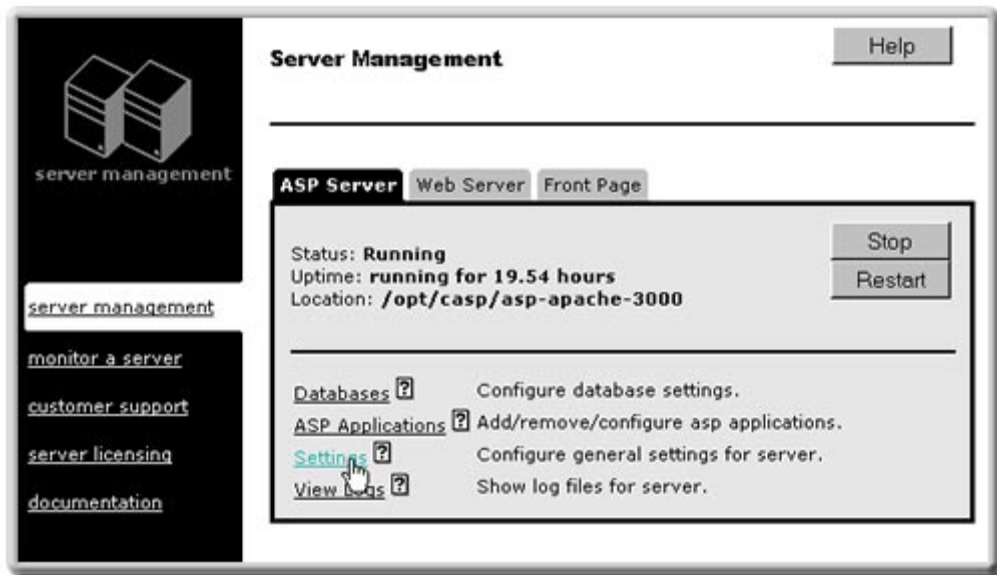 Server Management
Help
server management
ASP Server Web Server Front Page
Status: Running
Uptime: running for 19.54 hours
Location: /opt/casp/asp-apache-3000
Stop
Restart
server management
monitor a server
customer support
server licensing
documentation
Databases ? Configure database settings.
ASP Applications ? Add/remove/configure asp applications.
Settings ? Configure general settings for server.
View Logs ? Show log files for server.